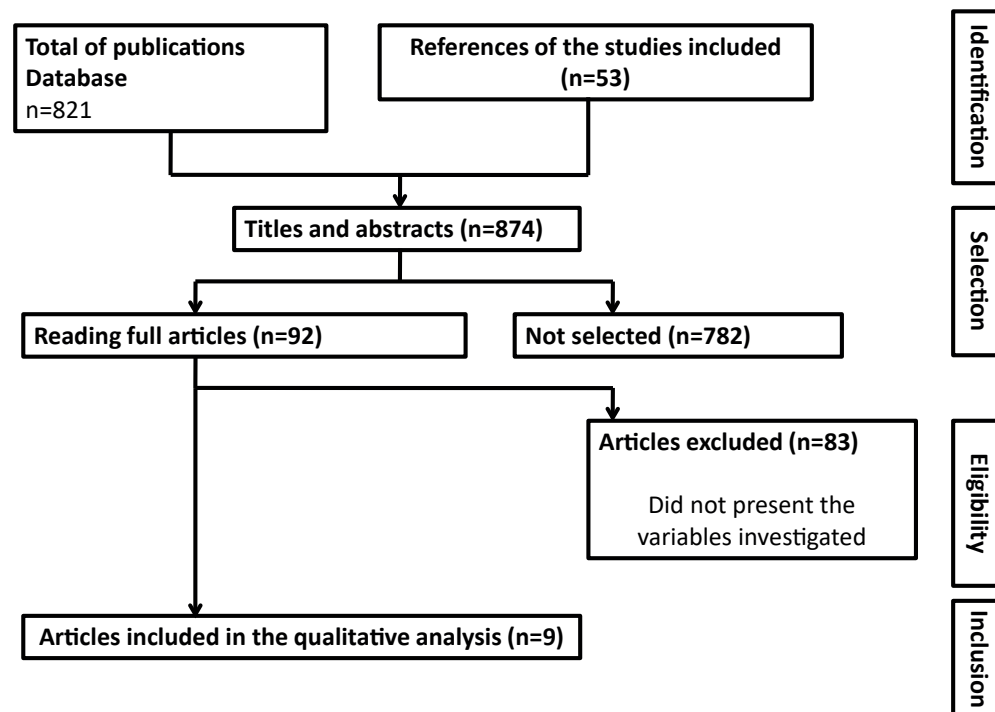 Total of publications
Database
n=821
References of the studies included
(n=53)
Identification
Titles and abstracts (n=874)
Selection
Reading full articles (n=92)
Not selected (n=782)
Articles excluded (n=83)
Did not present the
variables investigated
Eligibility
Articles included in the qualitative analysis (n=9)
Inclusion